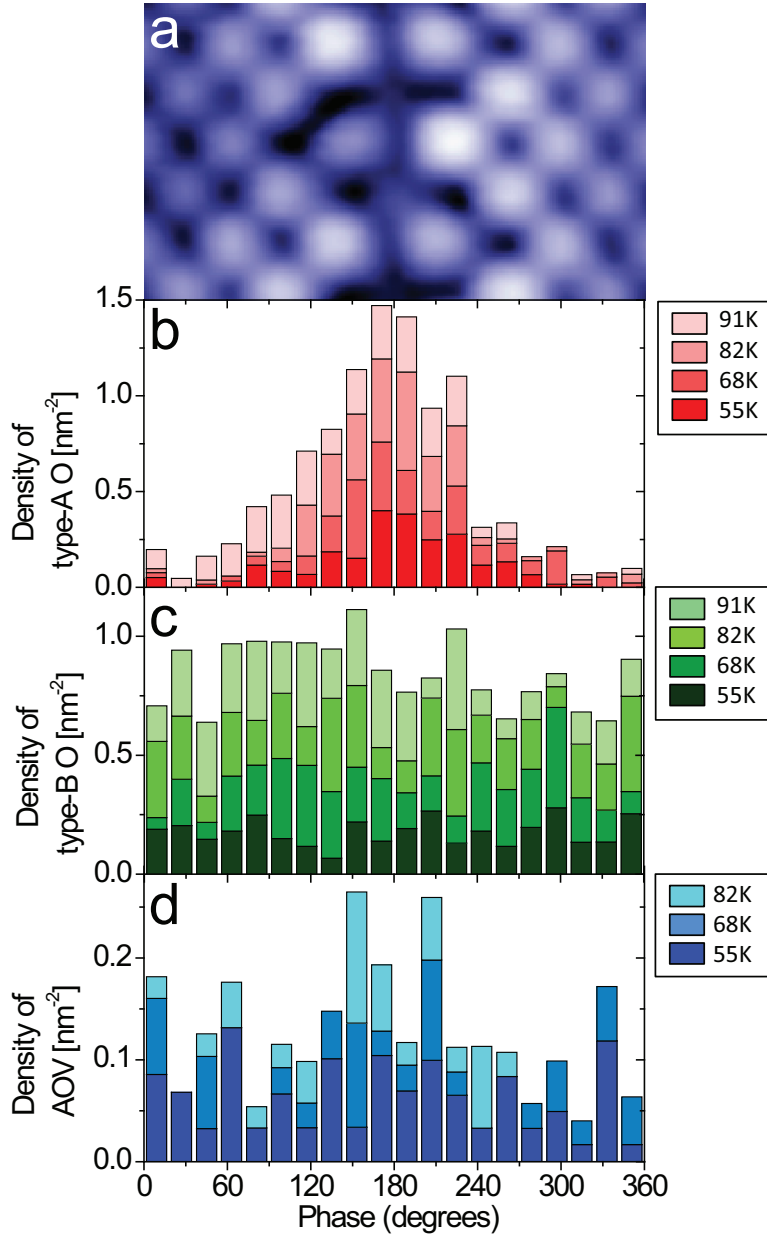 a
b
1.5
1.0
0.5
0.0
Density of
type-A O [nm⁻²]
91K
82K
68K
55K
c
1.0
0.5
0.0
Density of
type-B O [nm⁻²]
91K
82K
68K
55K
d
0.2
0.1
0.0
Density of
AOV [nm⁻²]
82K
68K
55K
0 60 120 180 240 300 360
Phase (degrees)